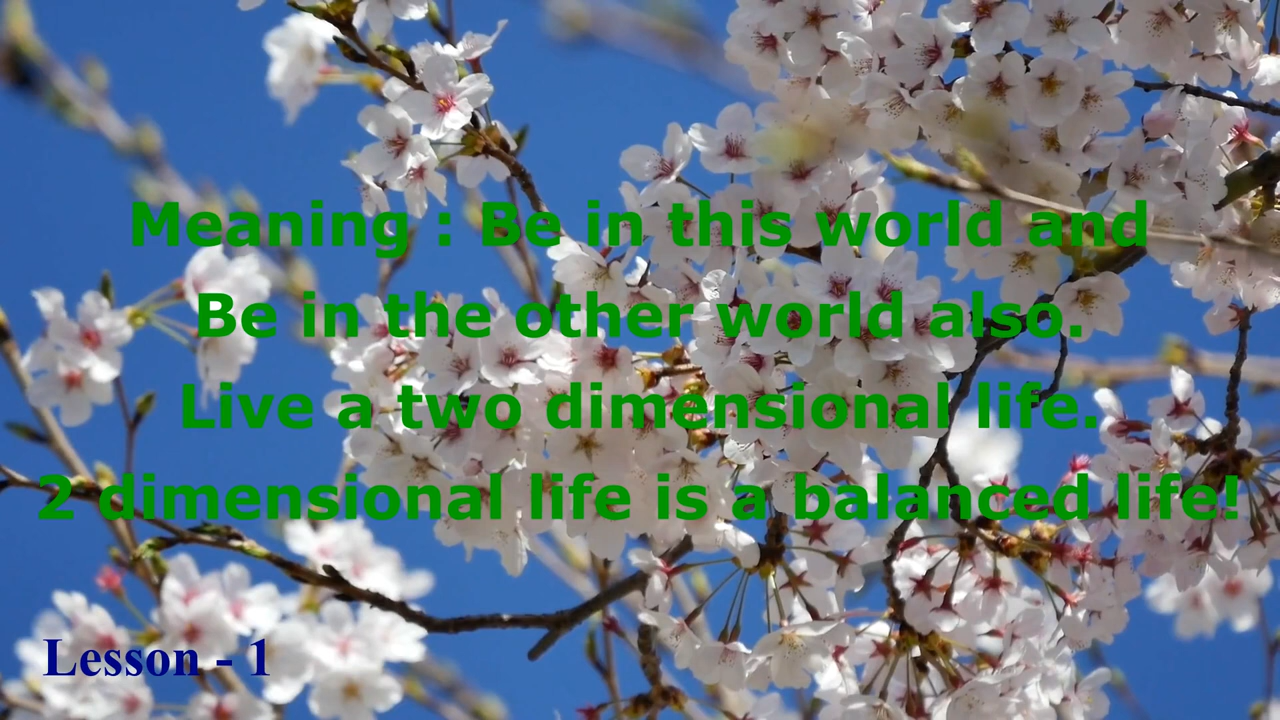 Meaning : Be in this world and
Be in the other world also.
Live a two dimensional life.
2 dimensional life is a balanced life!
Lesson - 1